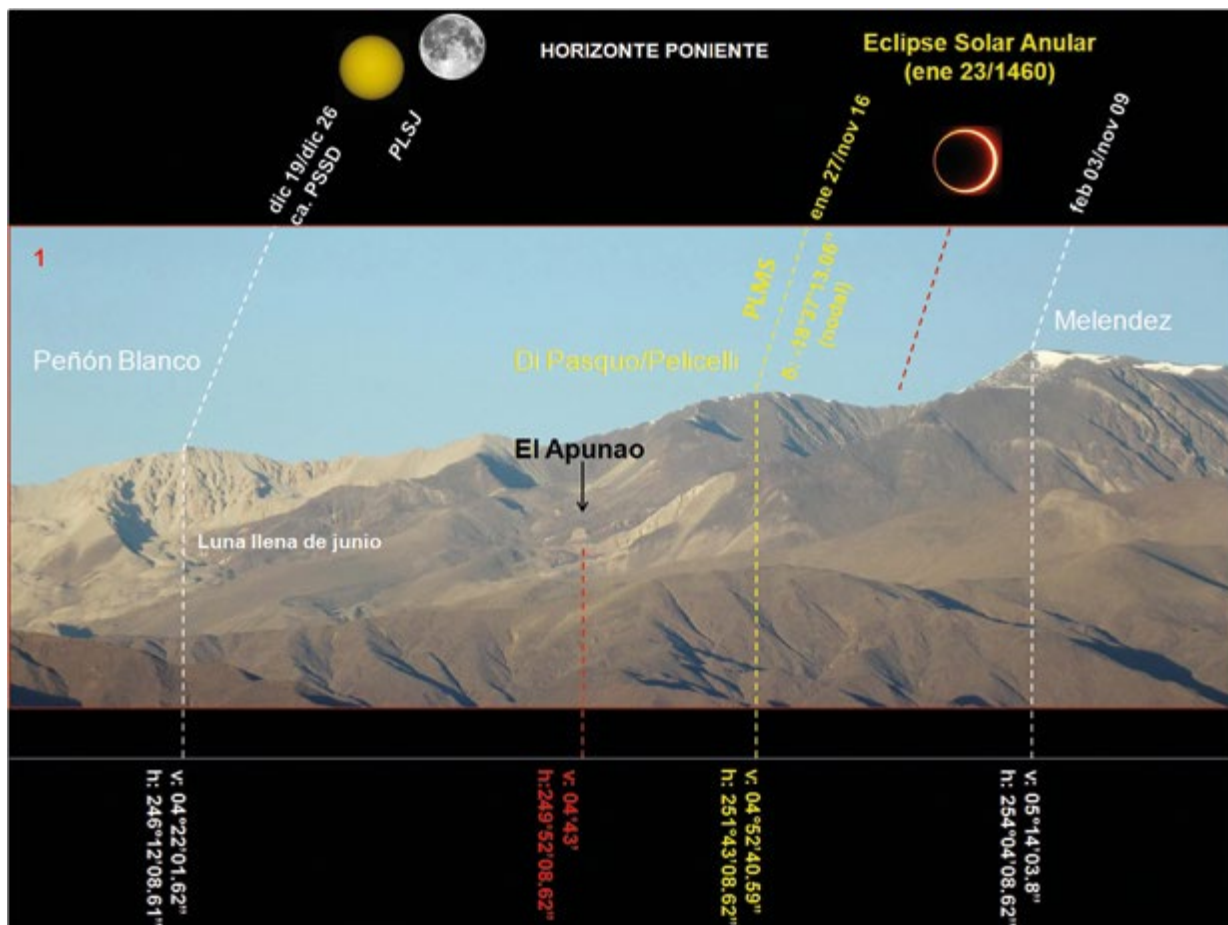 HORIZONTE PONIENTE
Eclipse Solar Anular
(ene 23/1460)
dic 19/dic 26
ca. PSSD
PLSJ
ene 27/nov 16
feb 03/nov 09
1
PLMS
δ: -18°37'13.06"
(nodal)
Peñón Blanco
Di Pasquo/Pelicelli
Melendez
El Apunao
Luna llena de junio
v: 04°22'01.62"
h: 246°12'08.61"
v: 04°43'
h:249°52'08.62"
v: 04°52'40.59"
h: 251°43'08.62"
v: 05°14'03.8"
h: 254°04'08.62"